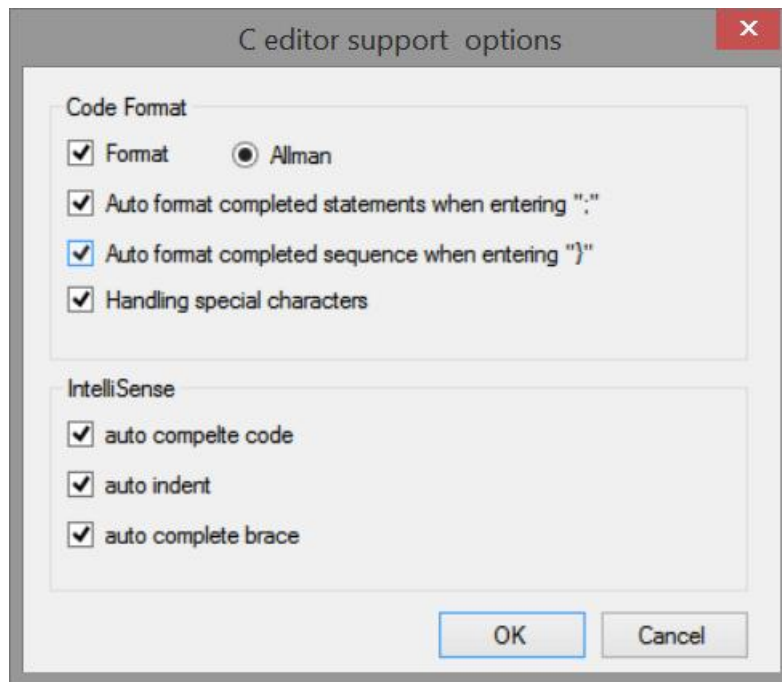 C editor support  options
Code Format
Format Allman
Auto format completed statements when entering ";"
Auto format completed sequence when entering "}"
Handling special characters
IntelliSense
auto compelte code
auto indent
auto complete brace
OK Cancel